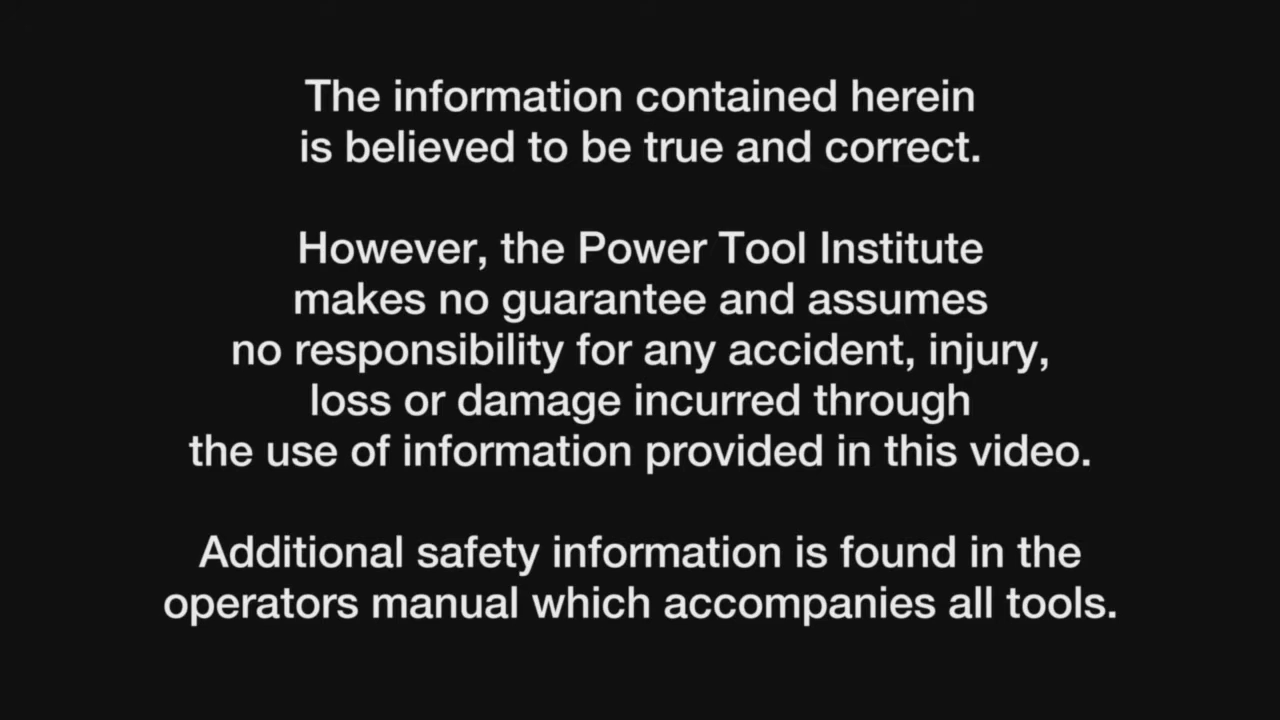 The information contained herein
is believed to be true and correct.
However, the Power Tool Institute
makes no guarantee and assumes
no responsibility for any accident, injury,
loss or damage incurred through
the use of information provided in this video.
Additional safety information is found in the
operators manual which accompanies all tools.